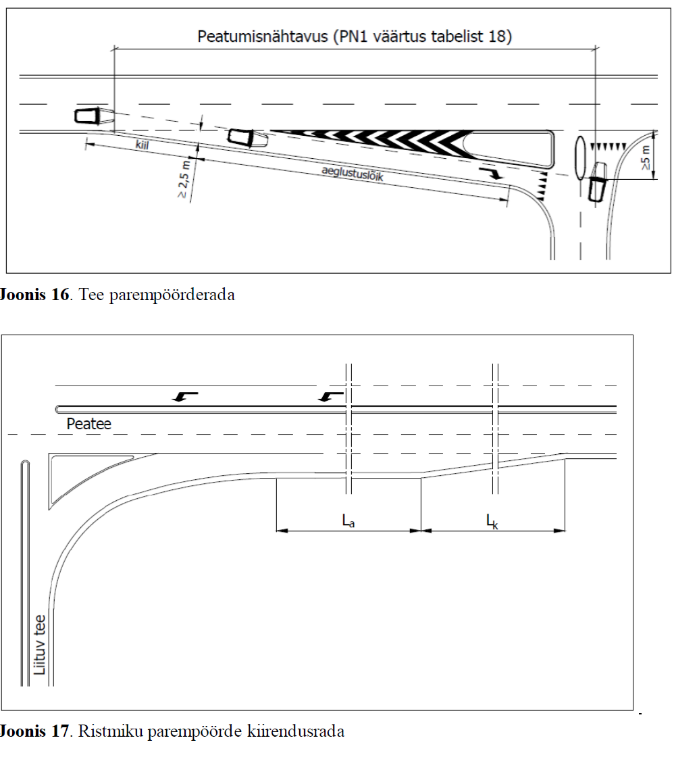 Peatumisnähtavus (PN1 väärtus tabelist 18)
kiil
≥ 2,5 m
aeglustuslõik
≥5 m
Joonis 16. Tee parempöörderada
Peatee
La
Lk
Liituv tee
Joonis 17. Ristmiku parempöörde kiirendusrada